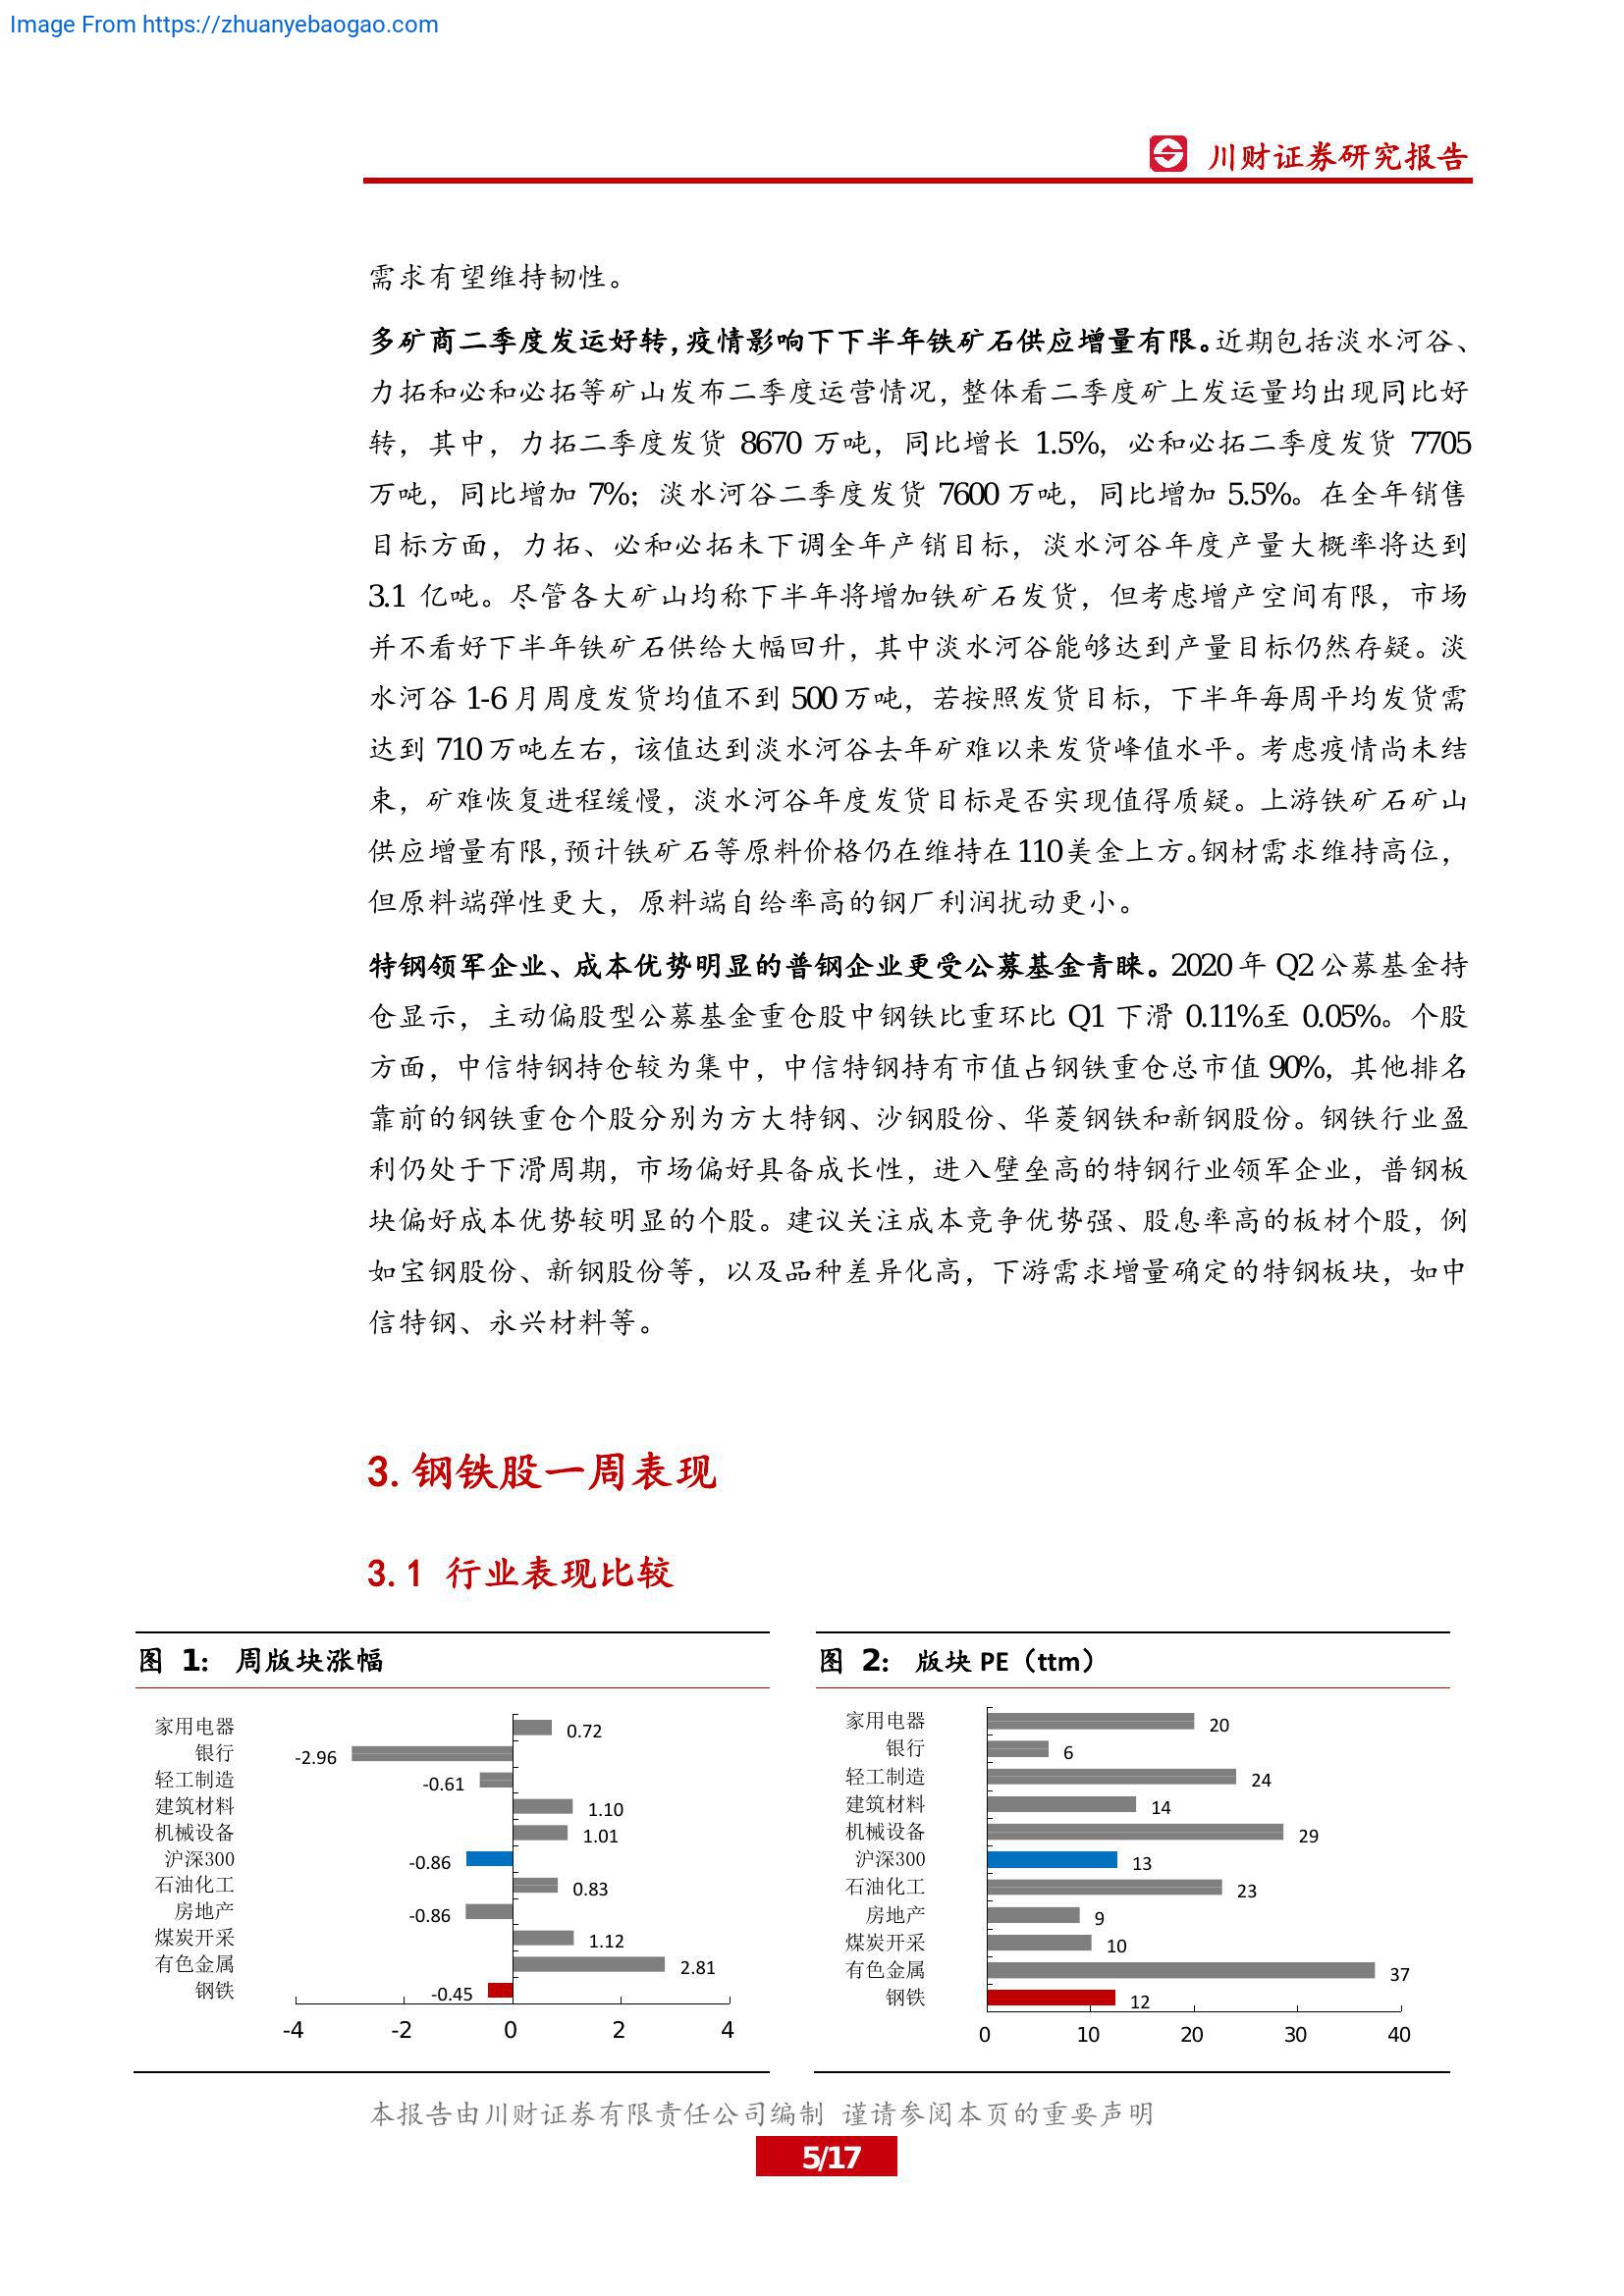 Image From https://zhuanyebaogao.com
川财证券研究报告
需求有望维持韧性。
多矿商二季度发运好转，疫情影响下下半年铁矿石供应增量有限。近期包括淡水河谷、
力拓和必和必拓等矿山发布二季度运营情况，整体看二季度矿上发运量均出现同比好
转，其中，力拓二季度发货 8670 万吨，同比增长 1.5%，必和必拓二季度发货 7705
万吨，同比增加 7%；淡水河谷二季度发货 7600 万吨，同比增加 5.5%。在全年销售
目标方面，力拓、必和必拓未下调全年产销目标，淡水河谷年度产量大概率将达到
3.1 亿吨。尽管各大矿山均称下半年将增加铁矿石发货，但考虑增产空间有限，市场
并不看好下半年铁矿石供给大幅回升，其中淡水河谷能够达到产量目标仍然存疑。淡
水河谷 1-6 月周度发货均值不到 500 万吨，若按照发货目标，下半年每周平均发货需
达到 710 万吨左右，该值达到淡水河谷去年矿难以来发货峰值水平。考虑疫情尚未结
束，矿难恢复进程缓慢，淡水河谷年度发货目标是否实现值得质疑。上游铁矿石矿山
供应增量有限，预计铁矿石等原料价格仍在维持在 110 美金上方。钢材需求维持高位，
但原料端弹性更大，原料端自给率高的钢厂利润扰动更小。
特钢领军企业、成本优势明显的普钢企业更受公募基金青睐。2020 年 Q2 公募基金持
仓显示，主动偏股型公募基金重仓股中钢铁比重环比 Q1 下滑 0.11%至 0.05%。个股
方面，中信特钢持仓较为集中，中信特钢持有市值占钢铁重仓总市值 90%，其他排名
靠前的钢铁重仓个股分别为方大特钢、沙钢股份、华菱钢铁和新钢股份。钢铁行业盈
利仍处于下滑周期，市场偏好具备成长性，进入壁垒高的特钢行业领军企业，普钢板
块偏好成本优势较明显的个股。建议关注成本竞争优势强、股息率高的板材个股，例
如宝钢股份、新钢股份等，以及品种差异化高，下游需求增量确定的特钢板块，如中
信特钢、永兴材料等。
3.钢铁股一周表现
3.1 行业表现比较
图 1： 周版块涨幅
家用电器 0.72
银行 -2.96
轻工制造 -0.61
建筑材料 1.10
机械设备 1.01
沪深300 -0.86
石油化工 0.83
房地产 -0.86
煤炭开采 1.12
有色金属 2.81
钢铁 -0.45
-4 -2 0 2 4
图 2： 版块 PE（ttm）
家用电器 20
银行 6
轻工制造 24
建筑材料 14
机械设备 29
沪深300 13
石油化工 23
房地产 9
煤炭开采 10
有色金属 37
钢铁 12
0 10 20 30 40
本报告由川财证券有限责任公司编制 谨请参阅本页的重要声明
5/17